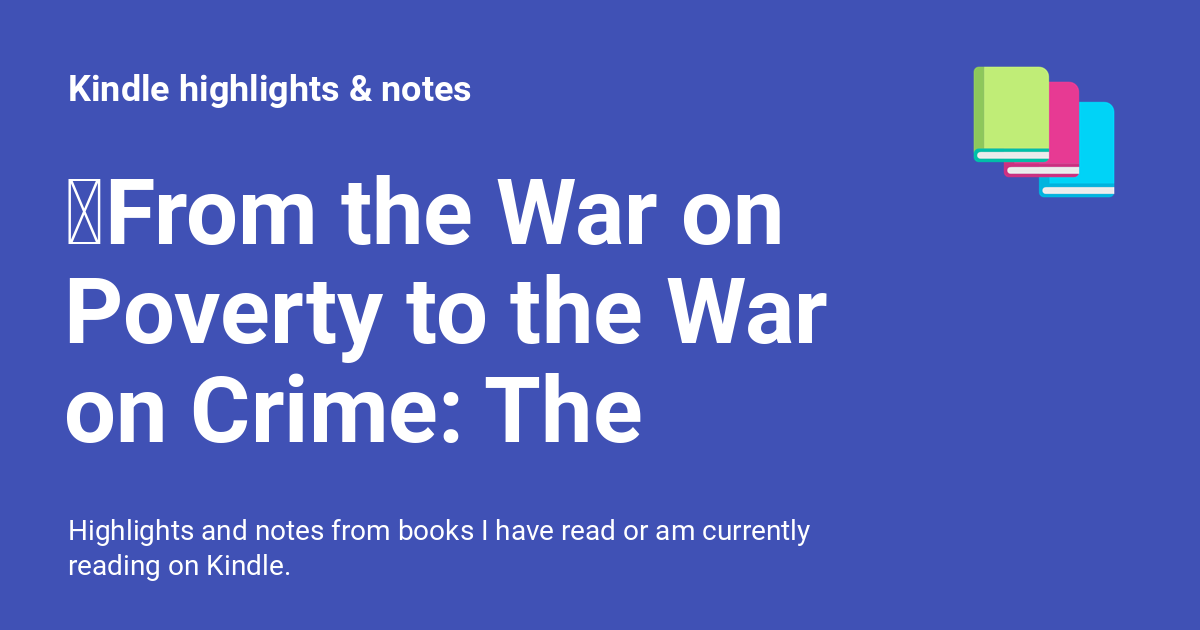 Kindle highlights & notes
From the War on
Poverty to the War
on Crime: The
Highlights and notes from books I have read or am currently
reading on Kindle.